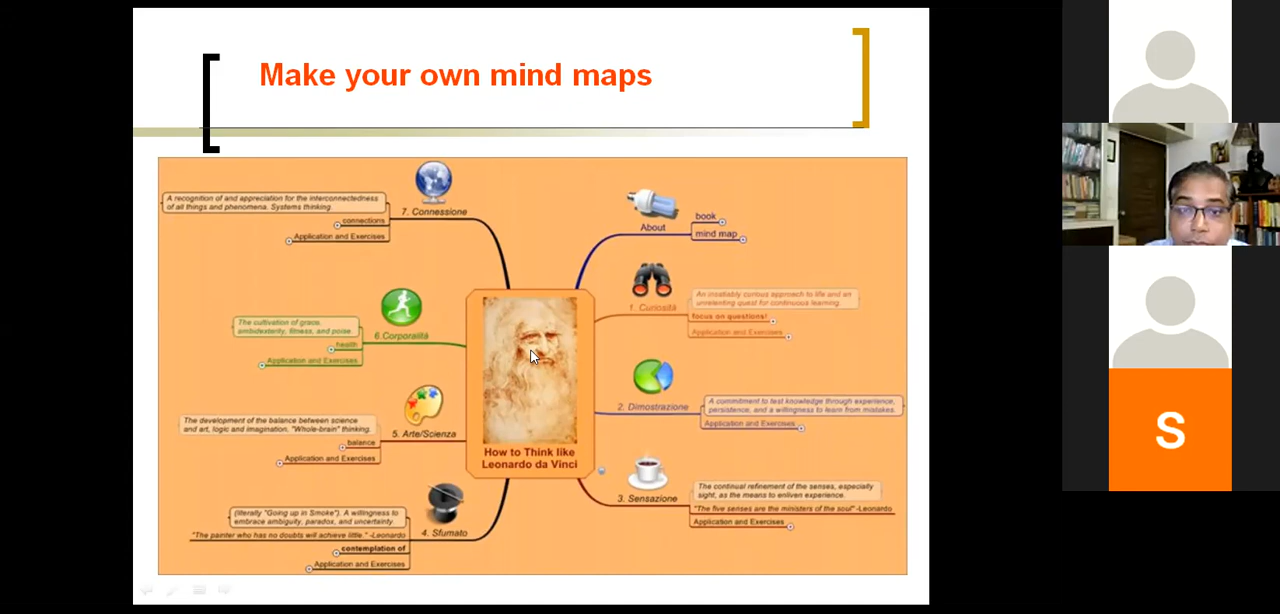 Make your own mind maps
A recognition of and appreciation for the interconnectedness
of all things and phenomena. Systems thinking.
connections
Application and Exercises
7. Connessione
About
book
mind map
1. Curiosità
An insatiably curious approach to life and an
unrelenting quest for continuous learning.
focus on questions!
Application and Exercises
The cultivation of grace,
ambidexterity, fitness, and poise.
health
Application and Exercises
6.Corporalità
2. Dimostrazione
A commitment to test knowledge through experience,
persistence, and a willingness to learn from mistakes.
Application and Exercises
The development of the balance between science
and art, logic and imagination. "Whole-brain" thinking.
balance
Application and Exercises
5. Arte/Scienza
How to Think like
Leonardo da Vinci
3. Sensazione
The continual refinement of the senses, especially
sight, as the means to enliven experience.
"The five senses are the ministers of the soul" -Leonardo
Application and Exercises
(literally "Going up in Smoke"). A willingness to
embrace ambiguity, paradox, and uncertainty.
"The painter who has no doubts will achieve little." -Leonardo
contemplation of
Application and Exercises
4. Sfumato
S